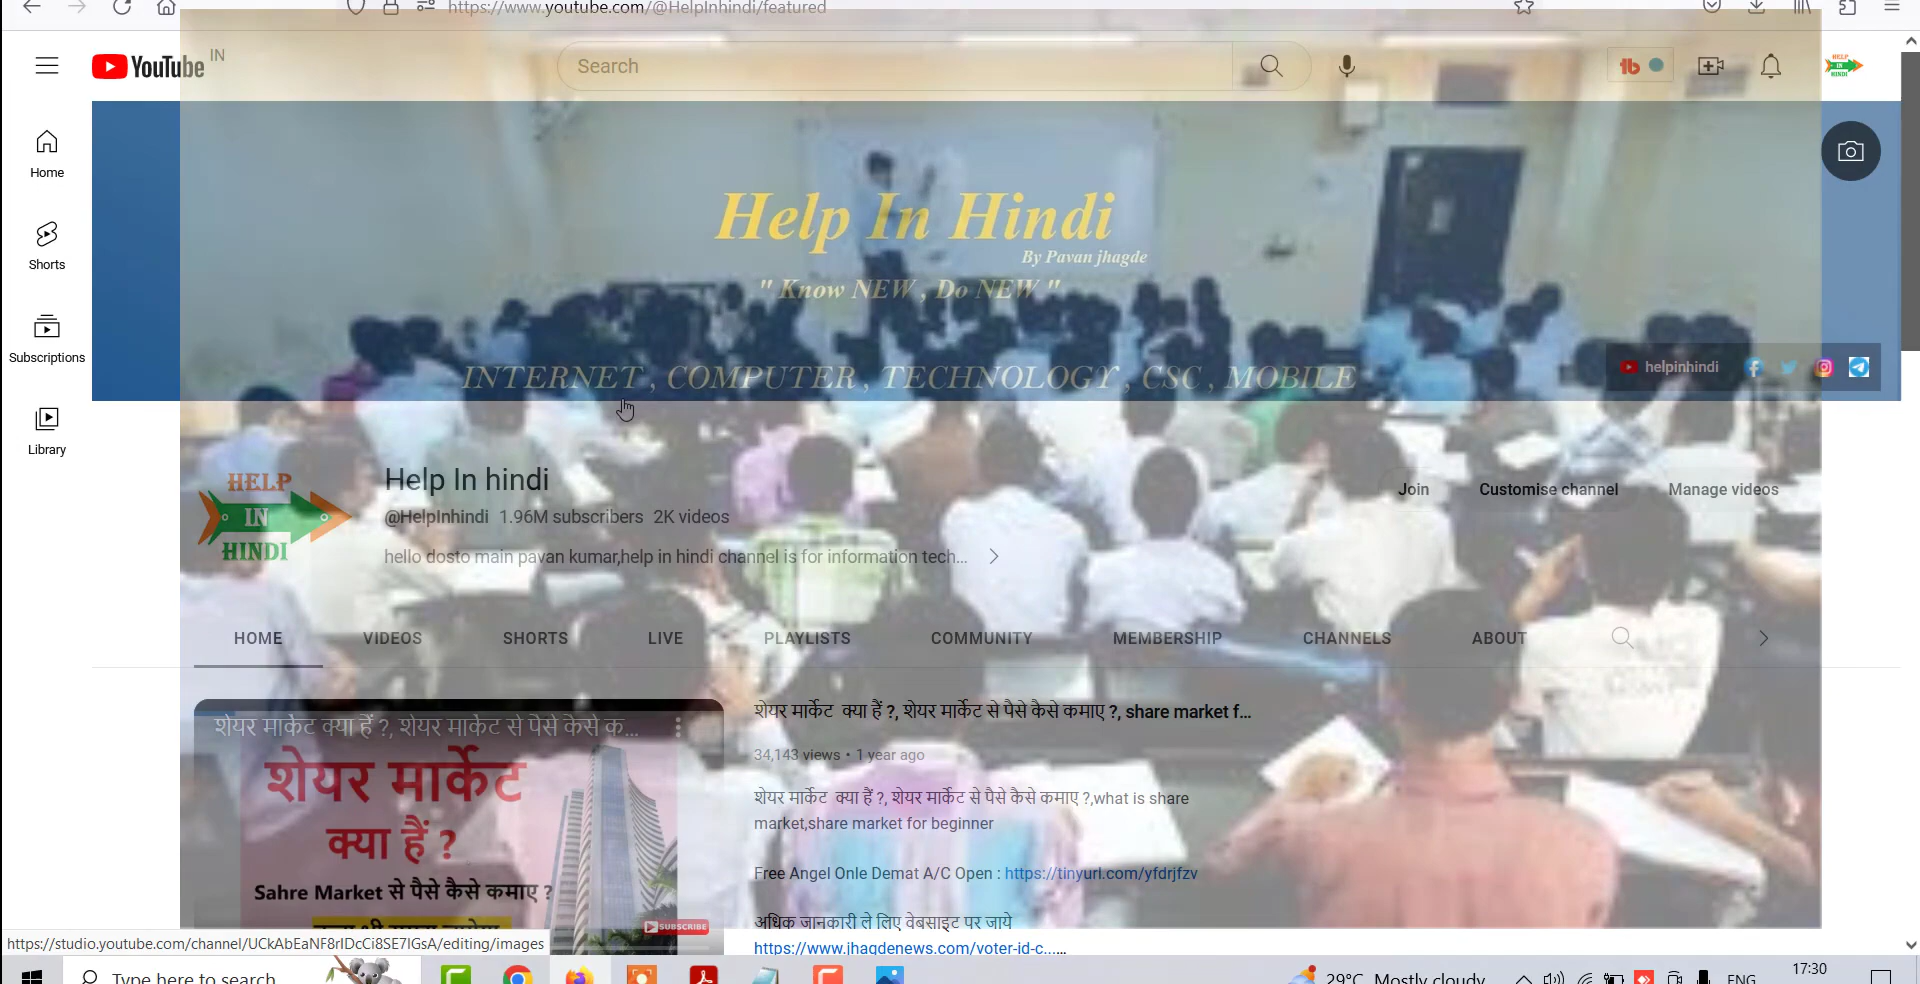 https://www.youtube.com/@HelpInhindi/featured
YouTube IN
Search
Home
Shorts
Subscriptions
Library
Help In Hindi
By Pavan jhagde
" Know NEW , Do NEW "
INTERNET , COMPUTER , TECHNOLOGY , CSC , MOBILE
helpinhindi
HELP
IN
HINDI
Help In hindi
@HelpInhindi 1.96M subscribers 2K videos
hello dosto main pavan kumar,help in hindi channel is for information tech...
Join Customise channel Manage videos
HOME VIDEOS SHORTS LIVE PLAYLISTS COMMUNITY MEMBERSHIP CHANNELS ABOUT
शेयर मार्केट क्या हैं ?, शेयर मार्केट से पैसे कैसे क...
शेयर मार्केट
क्या हैं ?
Sahre Market से पैसे कैसे कमाए ?
SUBSCRIBE
शेयर मार्केट क्या हैं ?, शेयर मार्केट से पैसे कैसे कमाए ?, share market f...
34,143 views • 1 year ago
शेयर मार्केट क्या हैं ?, शेयर मार्केट से पैसे कैसे कमाए ?,what is share
market,share market for beginner
Free Angel Onle Demat A/C Open : https://tinyurl.com/yfdrjfzv
अधिक जानकारी ले लिए वेबसाइट पर जाये
https://www.jhagdenews.com/voter-id-c......
https://studio.youtube.com/channel/UCkAbEaNF8rIDcCi8SE7lGsA/editing/images
Type here to search
29°C Mostly cloudy
ENG
17:30